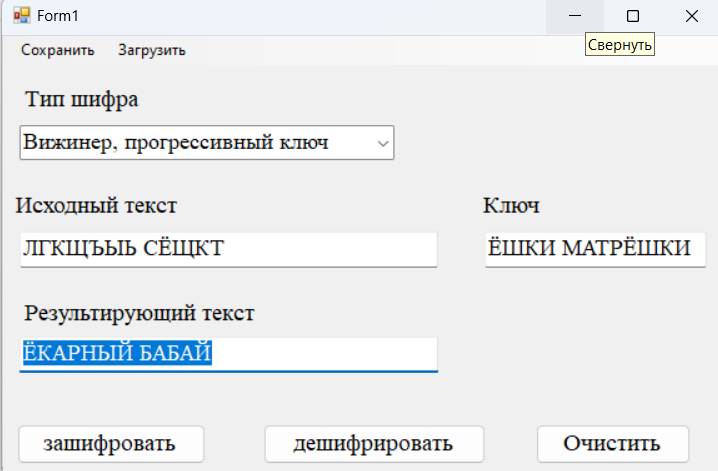 Form1
Свернуть
Сохранить Загрузить
Тип шифра
Вижинер, прогрессивный ключ
Исходный текст Ключ
ЛГКЩЪЫЬ СЁЩКТ ЁШКИ МАТРЁШКИ
Результирующий текст
ЁКАРНЫЙ БАБАЙ
зашифровать дешифрировать Очистить